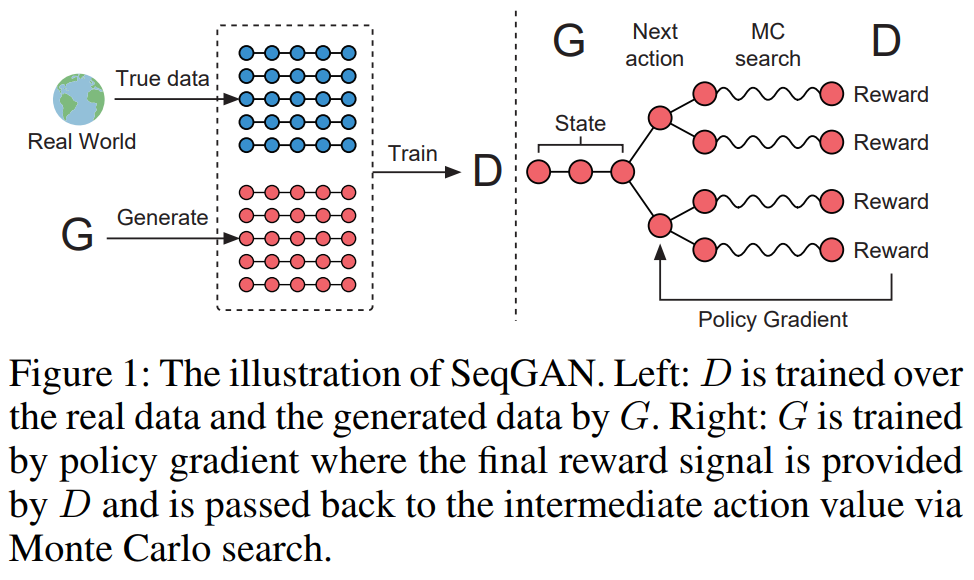 True data
Real World
G
Generate
Train
D
G
Next
action
MC
search
D
State
Reward
Reward
Reward
Reward
Policy Gradient
Figure 1: The illustration of SeqGAN. Left: D is trained over
the real data and the generated data by G. Right: G is trained
by policy gradient where the final reward signal is provided
by D and is passed back to the intermediate action value via
Monte Carlo search.